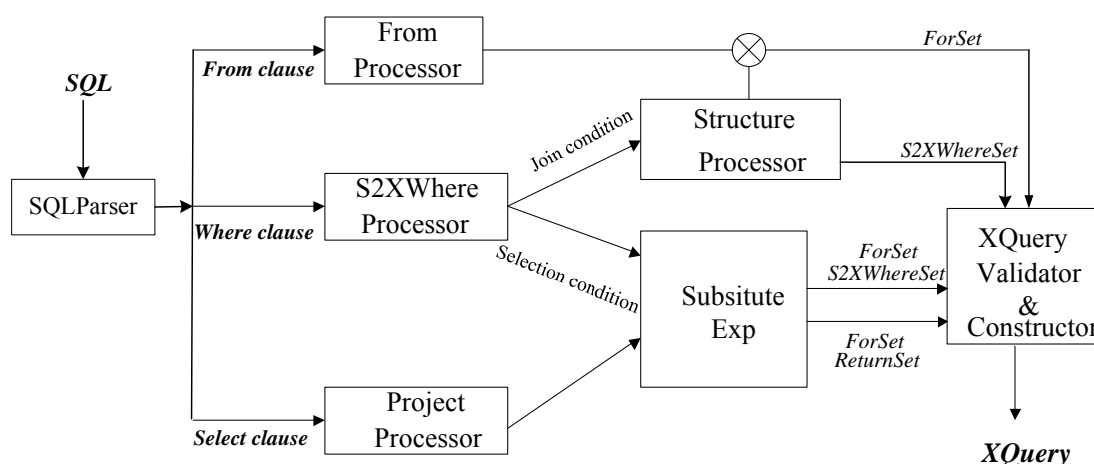 From
Processor
From clause
ForSet
SQL
Join condition
Structure
Processor
S2XWhereSet
SQLParser
S2XWhere
Processor
Where clause
Selection condition
XQuery
Validator
&
Constructor
ForSet
S2XWhereSet
Subsitute
Exp
ForSet
ReturnSet
Project
Processor
Select clause
XQuery